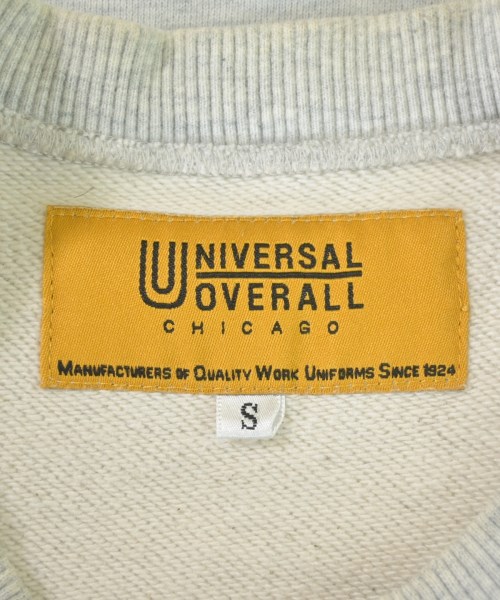 UNIVERSAL
OVERALL
CHICAGO
MANUFACTURERS OF QUALITY WORK UNIFORMS SINCE 1924
S